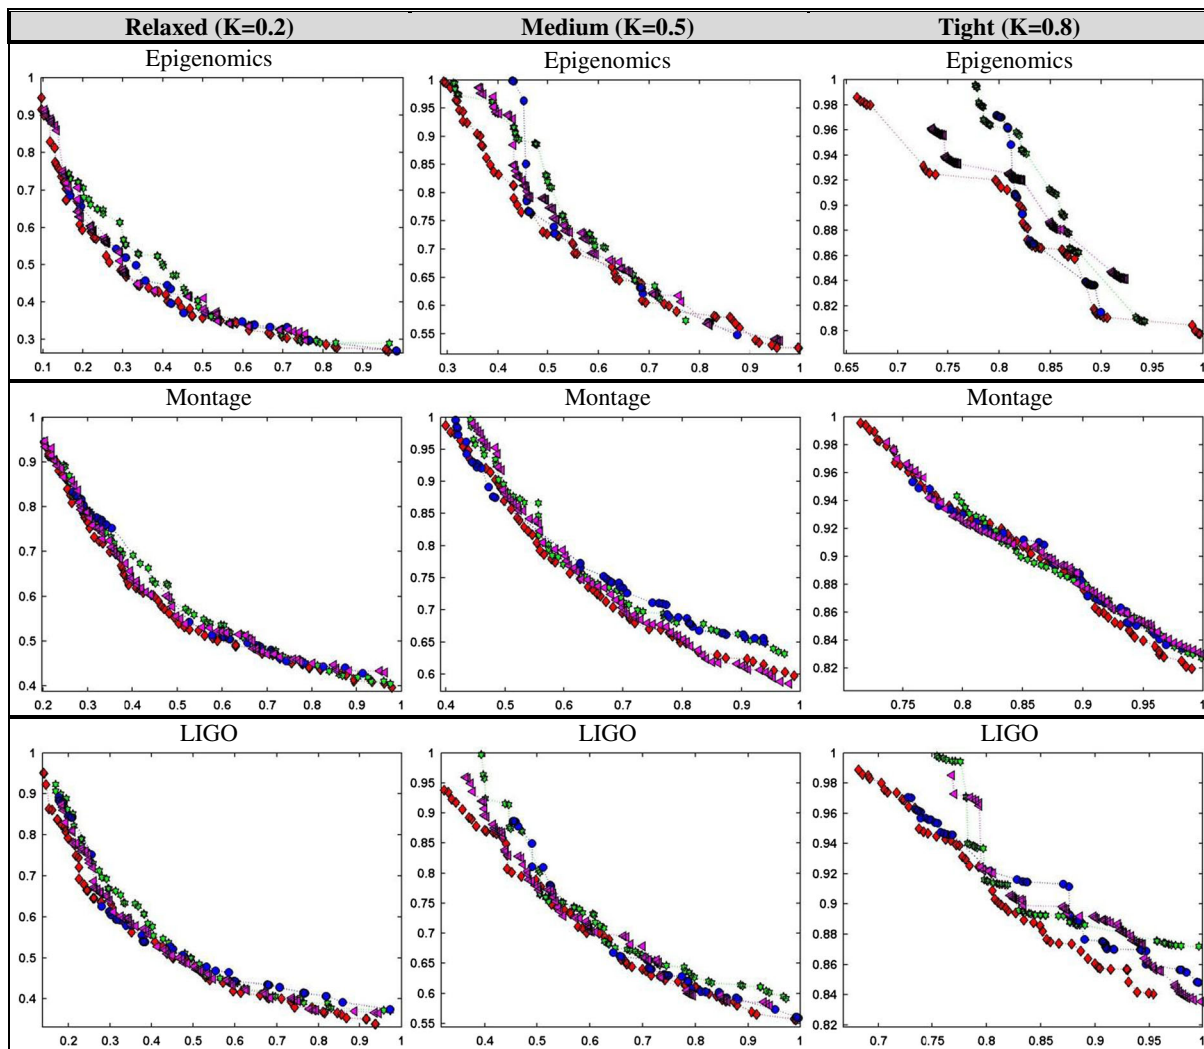 Relaxed (K=0.2) Medium (K=0.5) Tight (K=0.8)
Epigenomics Epigenomics Epigenomics
1 0.9 0.8 0.7 0.6 0.5 0.4 0.3
0.1 0.2 0.3 0.4 0.5 0.6 0.7 0.8 0.9 1
1 0.95 0.9 0.85 0.8 0.75 0.7 0.65 0.6 0.55
0.3 0.4 0.5 0.6 0.7 0.8 0.9 1
1 0.98 0.96 0.94 0.92 0.9 0.88 0.86 0.84 0.82 0.8
0.65 0.7 0.75 0.8 0.85 0.9 0.95 1
Montage Montage Montage
1 0.9 0.8 0.7 0.6 0.5 0.4
0.2 0.3 0.4 0.5 0.6 0.7 0.8 0.9 1
1 0.95 0.9 0.85 0.8 0.75 0.7 0.65 0.6
0.4 0.5 0.6 0.7 0.8 0.9 1
1 0.98 0.96 0.94 0.92 0.9 0.88 0.86 0.84 0.82
0.75 0.8 0.85 0.9 0.95 1
LIGO LIGO LIGO
1 0.9 0.8 0.7 0.6 0.5 0.4
0.2 0.3 0.4 0.5 0.6 0.7 0.8 0.9 1
1 0.95 0.9 0.85 0.8 0.75 0.7 0.65 0.6 0.55
0.4 0.5 0.6 0.7 0.8 0.9 1
1 0.98 0.96 0.94 0.92 0.9 0.88 0.86 0.84 0.82
0.7 0.75 0.8 0.85 0.9 0.95 1